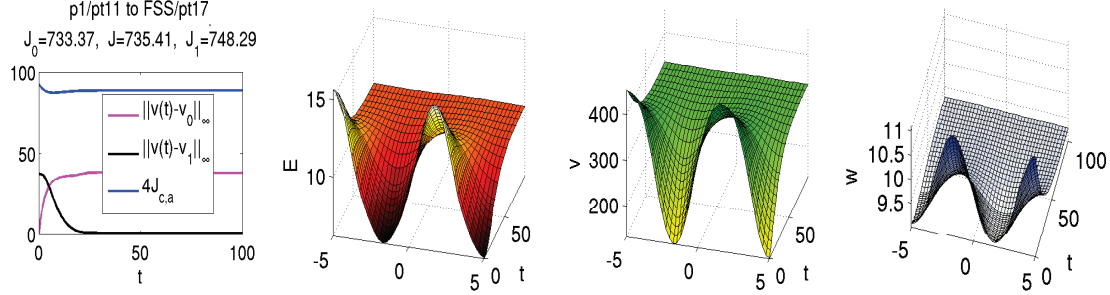 p1/pt11 to FSS/pt17
J0=733.37, J=735.41, J1=748.29
100
50
0
0 50 100
t
||v(t)-v0||∞
||v(t)-v1||∞
4Jc,a
15
10
E
-5 0 5
0 50
t
400
300
200
v
-5 0 5
0 50
t
11
10.5
10
9.5
w
-5 0 5
0 50 100
t